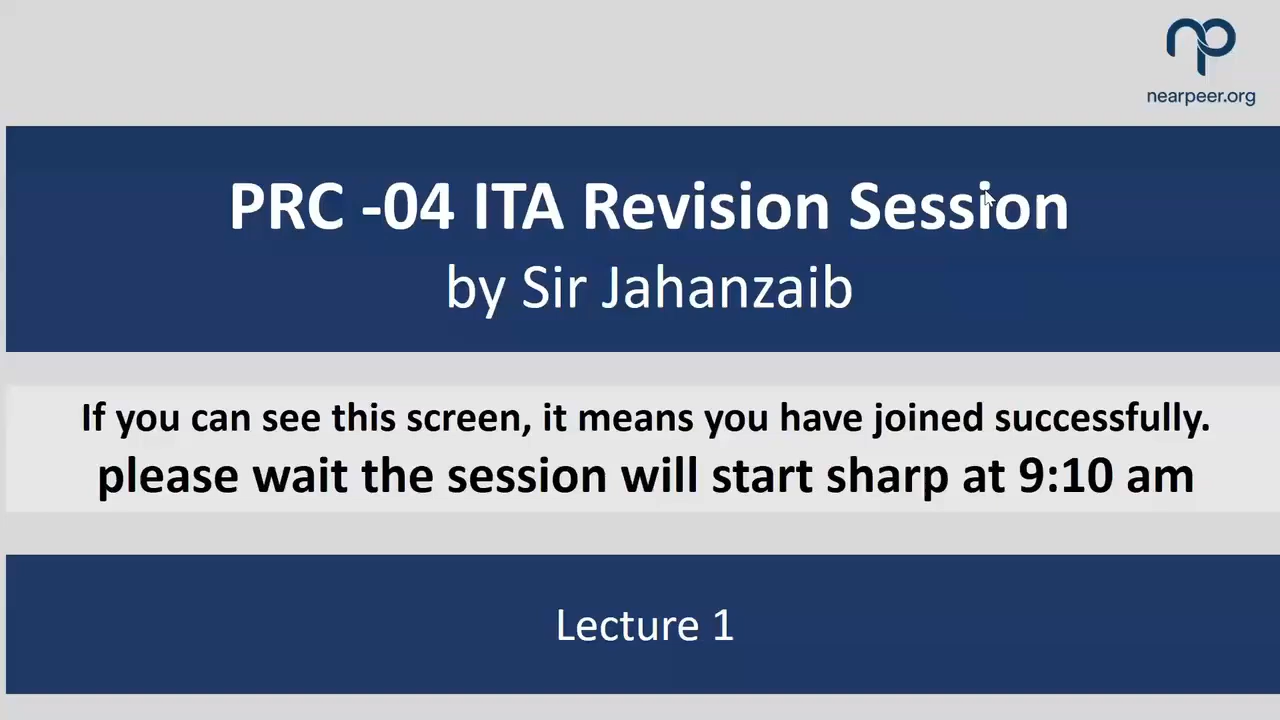 nearpeer.org
PRC -04 ITA Revision Session
by Sir Jahanzaib
If you can see this screen, it means you have joined successfully.
please wait the session will start sharp at 9:10 am
Lecture 1